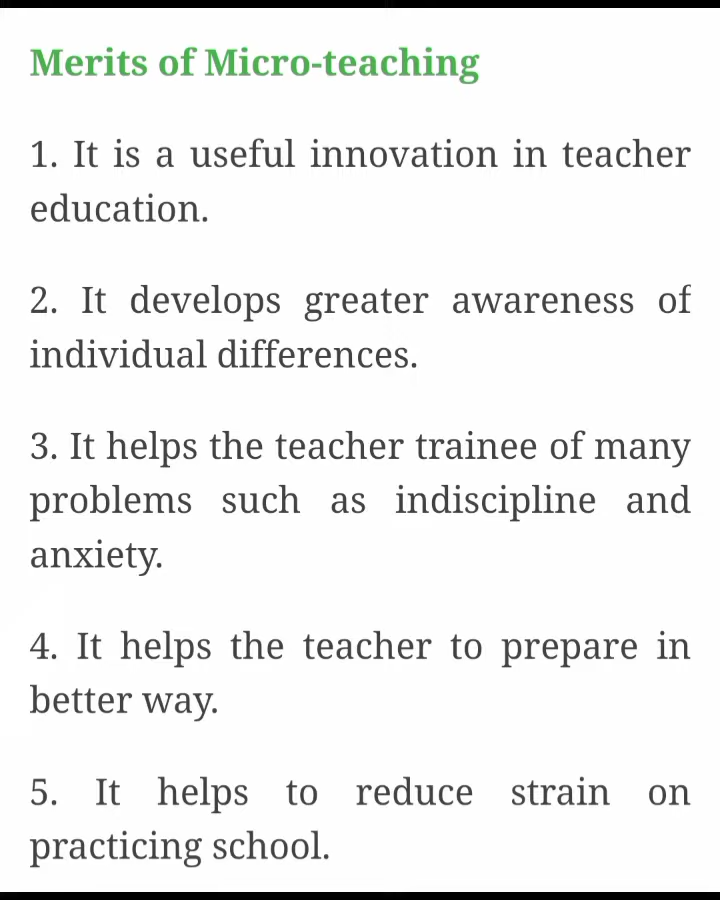 Merits of Micro-teaching
1. It is a useful innovation in teacher
education.
2. It develops greater awareness of
individual differences.
3. It helps the teacher trainee of many
problems such as indiscipline and
anxiety.
4. It helps the teacher to prepare in
better way.
5. It helps to reduce strain on
practicing school.